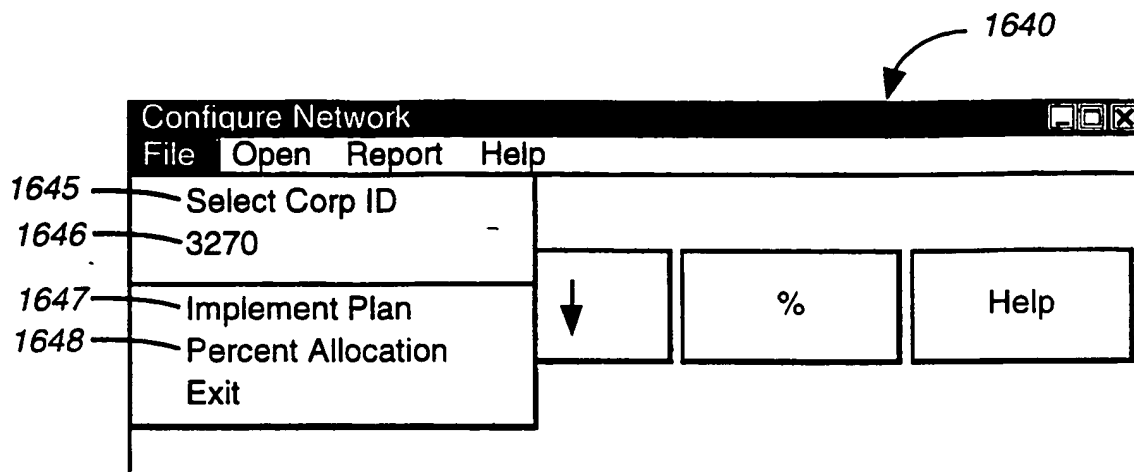 1640
Configure Network
File Open Report Help
1645 Select Corp ID
1646 3270
1647 Implement Plan
1648 Percent Allocation
Exit
% Help